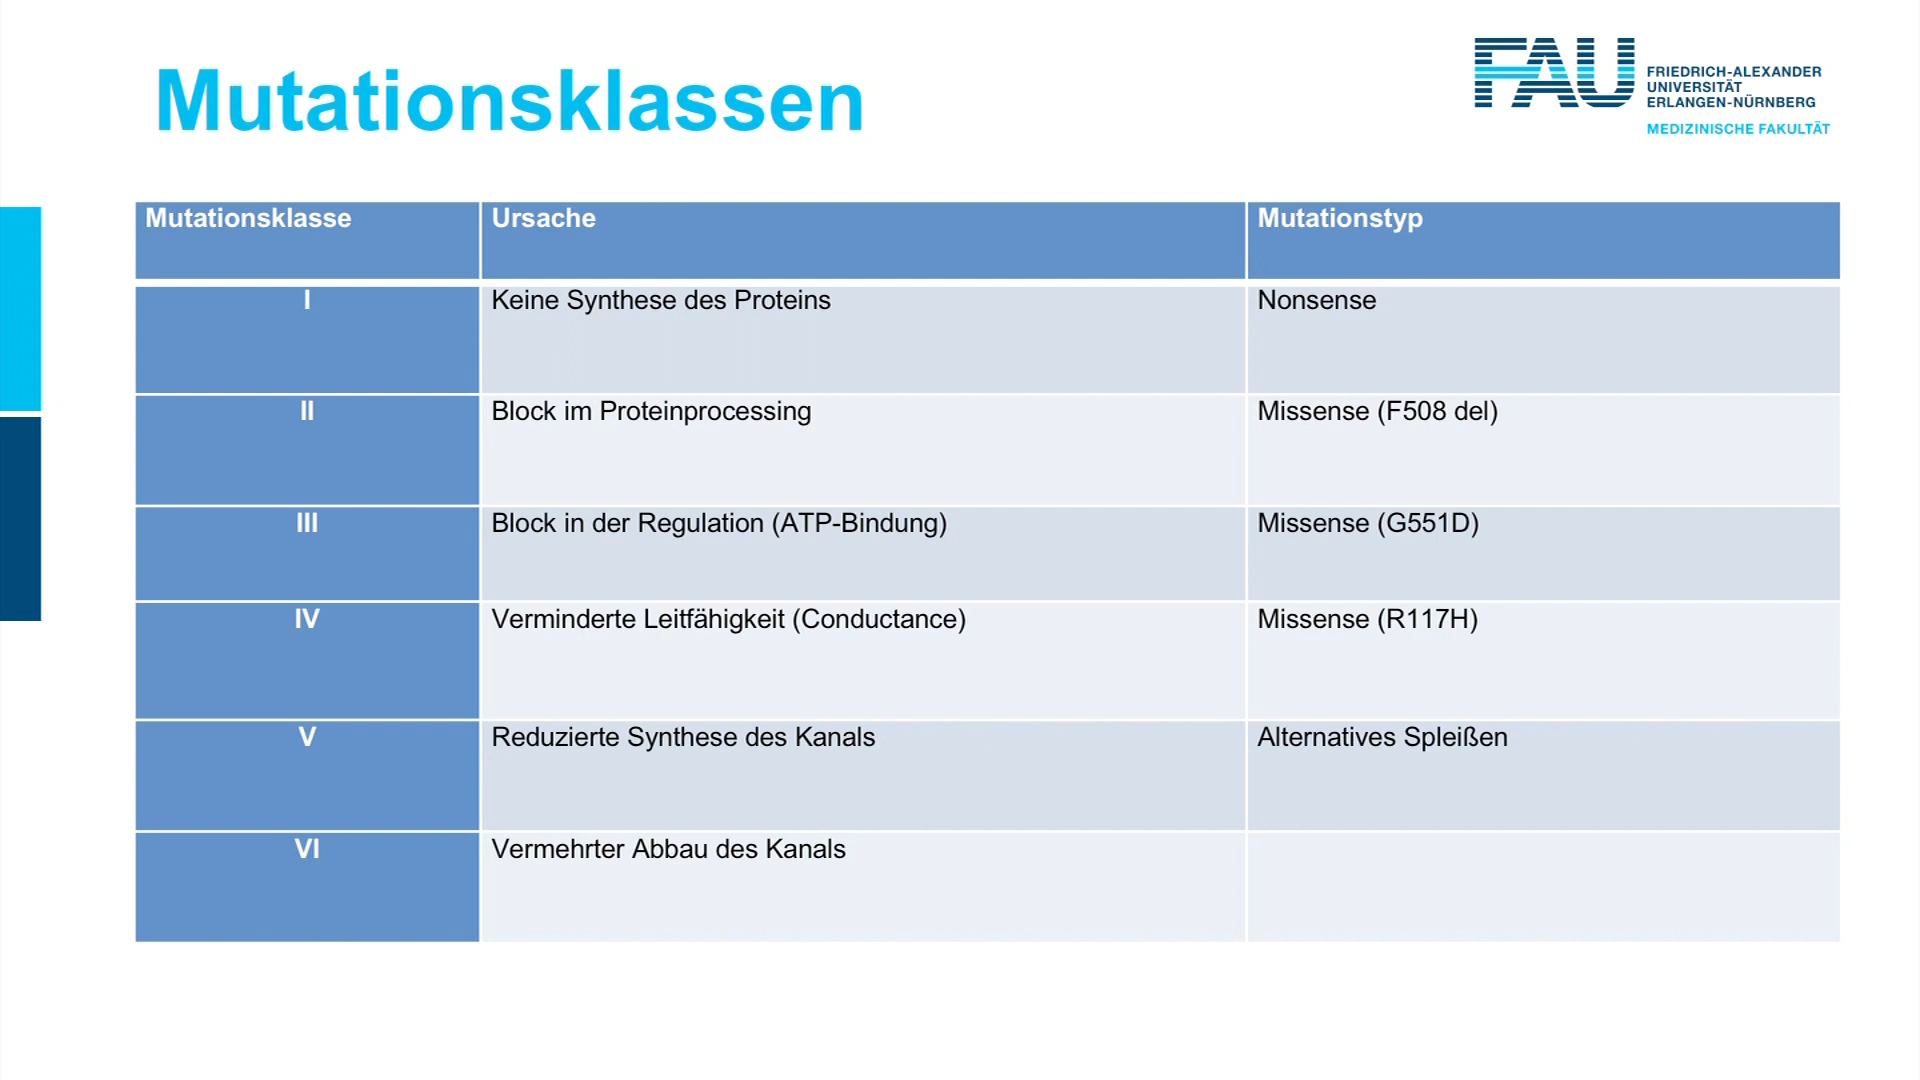 Mutationsklassen
FAU
FRIEDRICH-ALEXANDER
UNIVERSITÄT
ERLANGEN-NÜRNBERG
MEDIZINISCHE FAKULTÄT
Mutationsklasse Ursache Mutationstyp
I Keine Synthese des Proteins Nonsense
II Block im Proteinprocessing Missense (F508 del)
III Block in der Regulation (ATP-Bindung) Missense (G551D)
IV Verminderte Leitfähigkeit (Conductance) Missense (R117H)
V Reduzierte Synthese des Kanals Alternatives Spleißen
VI Vermehrter Abbau des Kanals